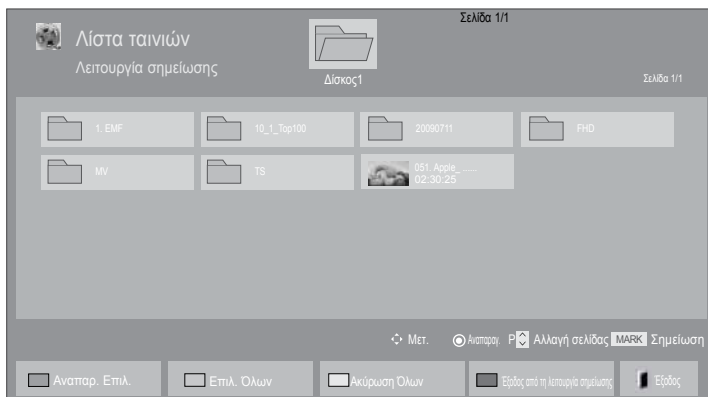 Σελίδα 1/1
Λίστα ταινιών
Λειτουργία σημείωσης
Δίσκος1
Σελίδα 1/1
1. EMF
10_1_Top100
20090711
FHD
MV
TS
051. Apple_ ......
02:30:25
Μετ. Αναπαραγ. P Αλλαγή σελίδας MARK Σημείωση
Αναπαρ. Επιλ. Επιλ. Όλων Ακύρωση Όλων Έξοδος από τη λειτουργία σημείωσης Έξοδος